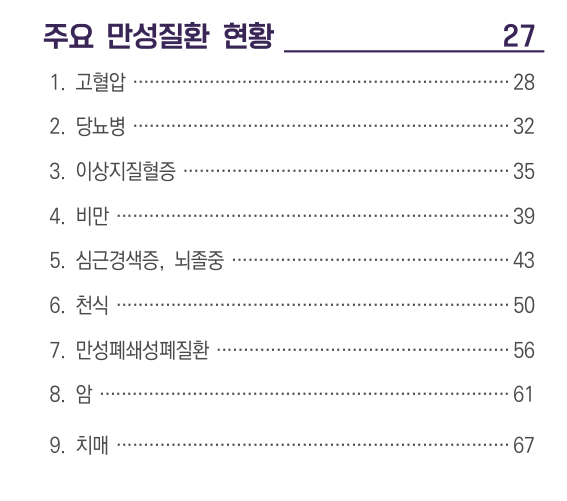 주요 만성질환 현황 27
1. 고혈압 28
2. 당뇨병 32
3. 이상지질혈증 35
4. 비만 39
5. 심근경색증, 뇌졸중 43
6. 천식 50
7. 만성폐쇄성폐질환 56
8. 암 61
9. 치매 67